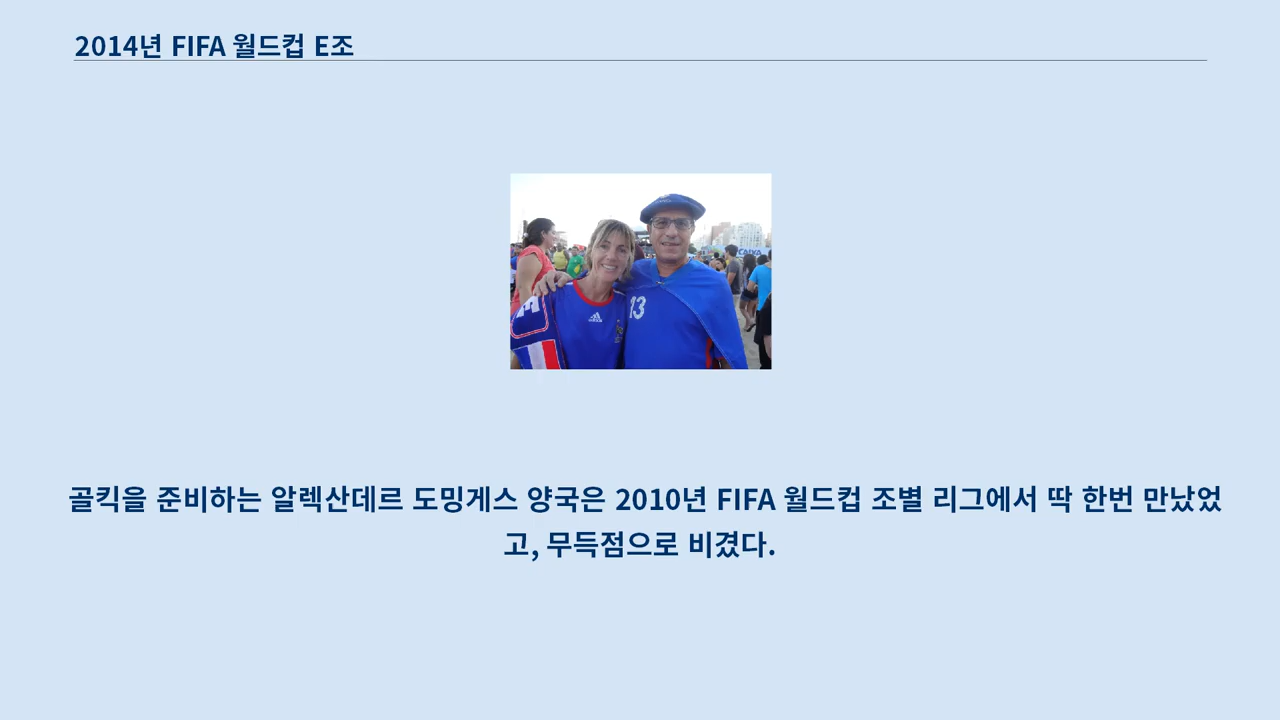 2014년 FIFA 월드컵 E조
CAIXA
adidas
13
골킥을 준비하는 알렉산데르 도밍게스 양국은 2010년 FIFA 월드컵 조별 리그에서 딱 한번 만났었
고, 무득점으로 비겼다.